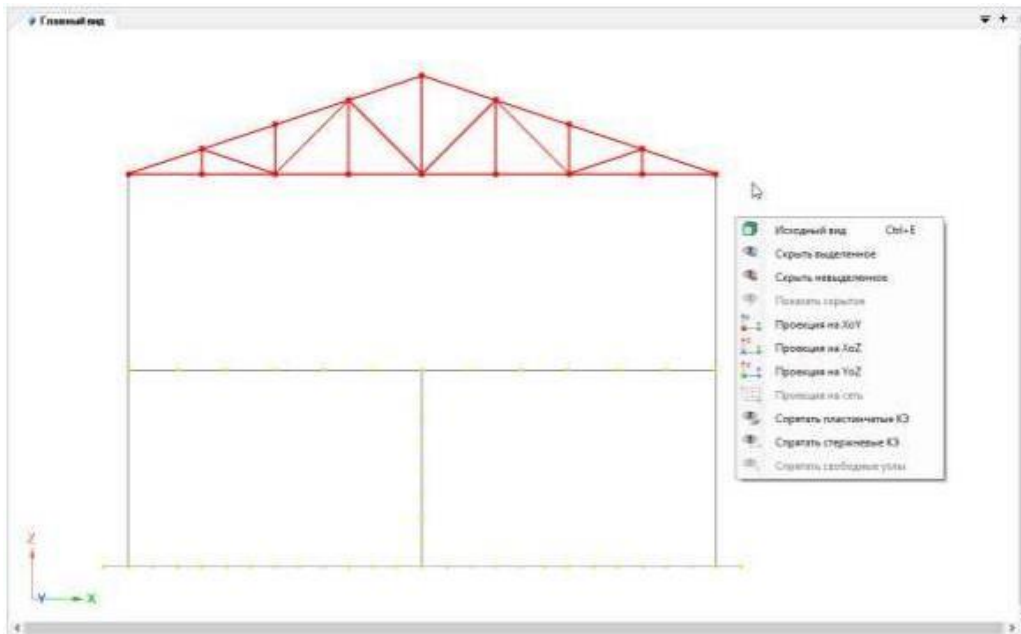 Главный вид
Исходный вид Ctrl+E
Скрыть выделенное
Скрыть невыделенное
Показать скрытое
Проекция на XoY
Проекция на XoZ
Проекция на YoZ
Проекция на сеть
Спрятать пластинчатые КЭ
Спрятать стержневые КЭ
Спрятать свободные узлы
Z
Y
X